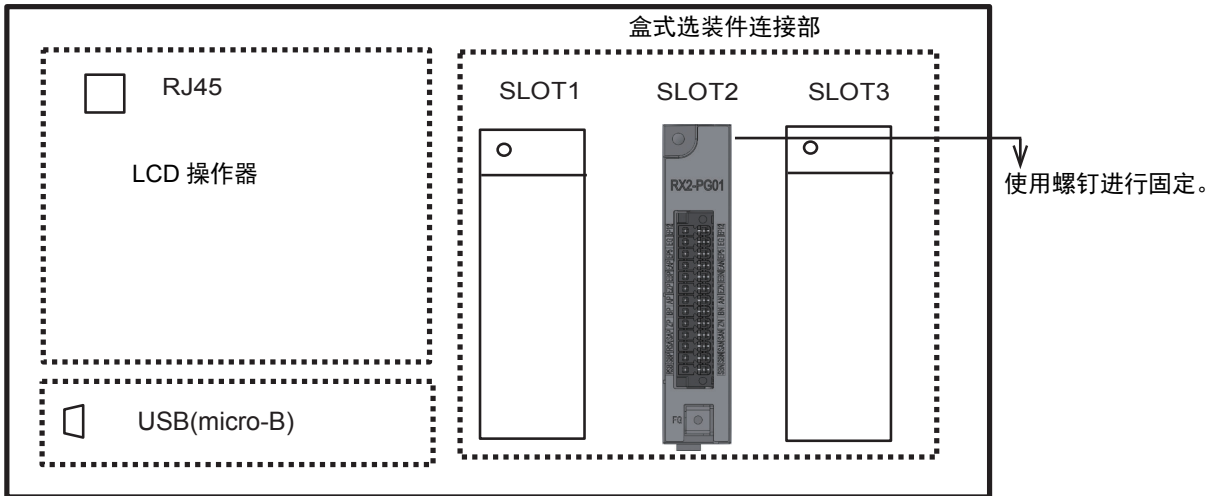 盒式选装件连接部
RJ45
LCD 操作器
USB(micro-B)
SLOT1
SLOT2
SLOT3
RX2-PG01
FG
使用螺钉进行固定。